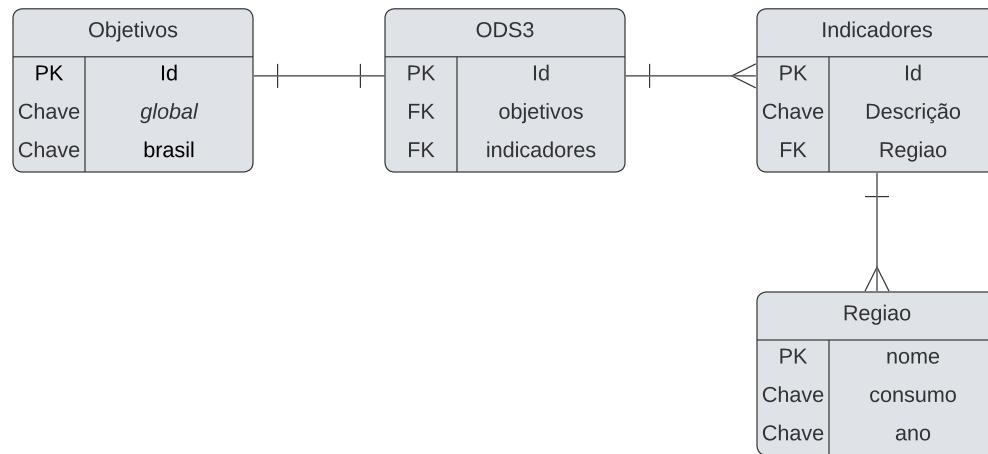 Objetivos
PK Id
Chave global
Chave brasil
ODS3
PK Id
FK objetivos
FK indicadores
Indicadores
PK Id
Chave Descrição
FK Regiao
Regiao
PK nome
Chave consumo
Chave ano